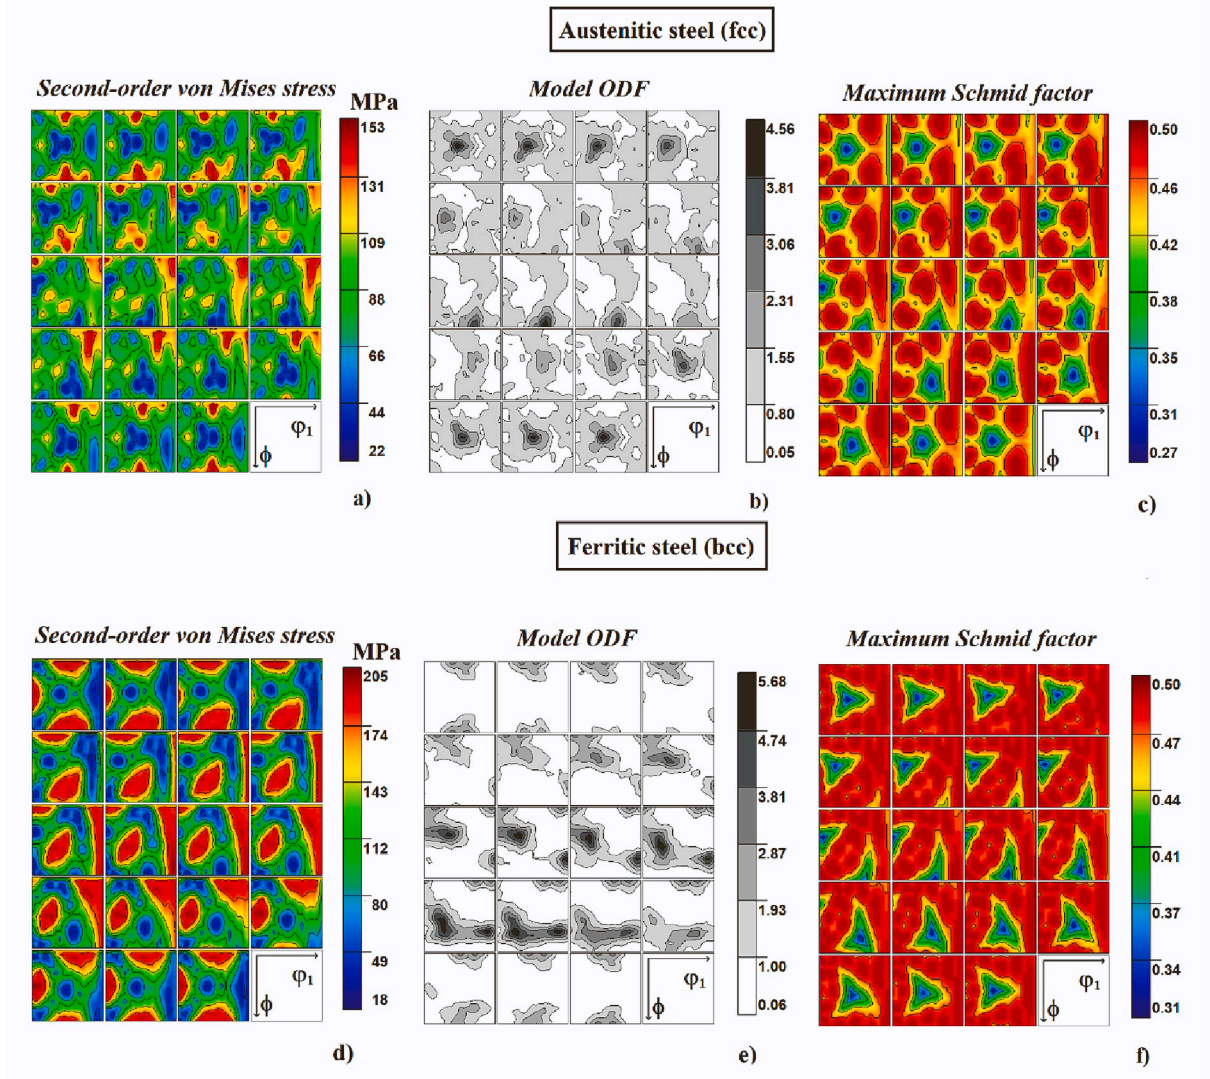 Austenitic steel (fcc)
Second-order von Mises stress
MPa
153
131
109
88
66
44
22
φ₁
ϕ
a)
Model ODF
4.56
3.81
3.06
2.31
1.55
0.80
0.05
φ₁
ϕ
b)
Maximum Schmid factor
0.50
0.46
0.42
0.38
0.35
0.31
0.27
φ₁
ϕ
c)
Ferritic steel (bcc)
Second-order von Mises stress
MPa
205
174
143
112
80
49
18
φ₁
ϕ
d)
Model ODF
5.68
4.74
3.81
2.87
1.93
1.00
0.06
φ₁
ϕ
e)
Maximum Schmid factor
0.50
0.47
0.44
0.41
0.37
0.34
0.31
φ₁
ϕ
f)